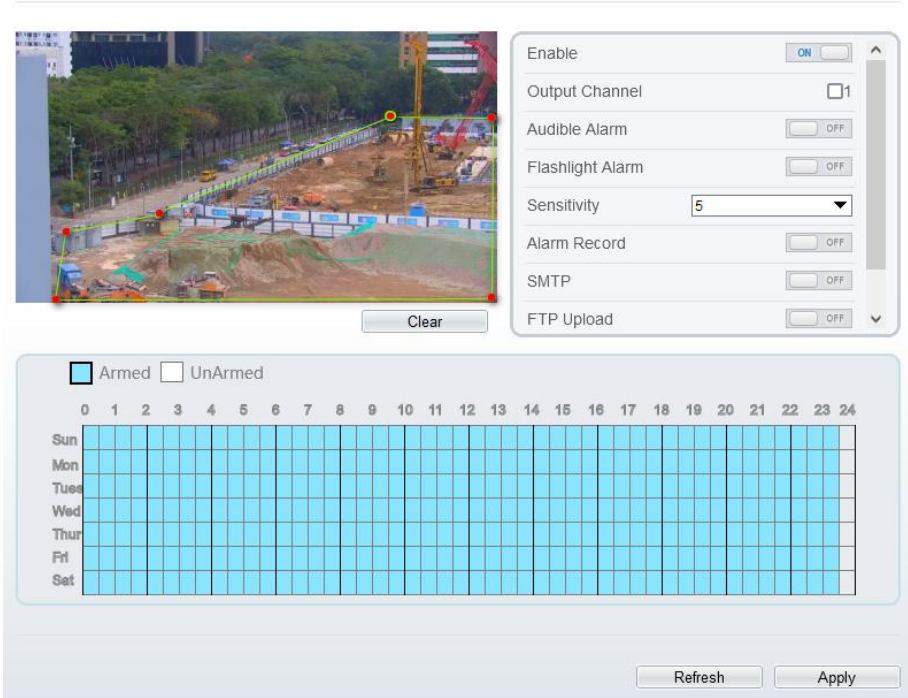 Enable ON
Output Channel 1
Audible Alarm OFF
Flashlight Alarm OFF
Sensitivity 5
Alarm Record OFF
SMTP OFF
FTP Upload OFF
Clear
Armed UnArmed
0 1 2 3 4 5 6 7 8 9 10 11 12 13 14 15 16 17 18 19 20 21 22 23 24
Sun
Mon
Tues
Wed
Thur
Fri
Sat
Refresh Apply